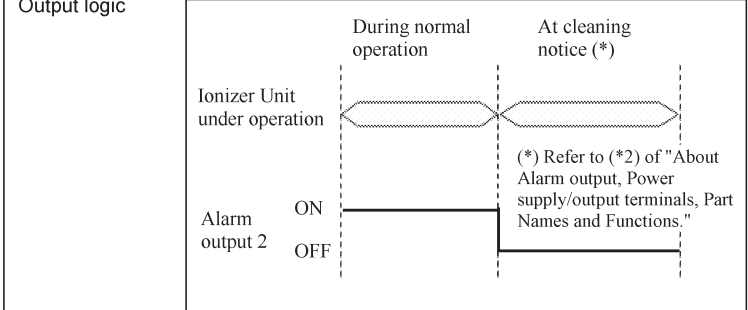 Output logic
During normal
operation
At cleaning
notice (*)
Ionizer Unit
under operation
(*) Refer to (*2) of "About
Alarm output, Power
supply/output terminals, Part
Names and Functions."
Alarm
output 2
ON
OFF